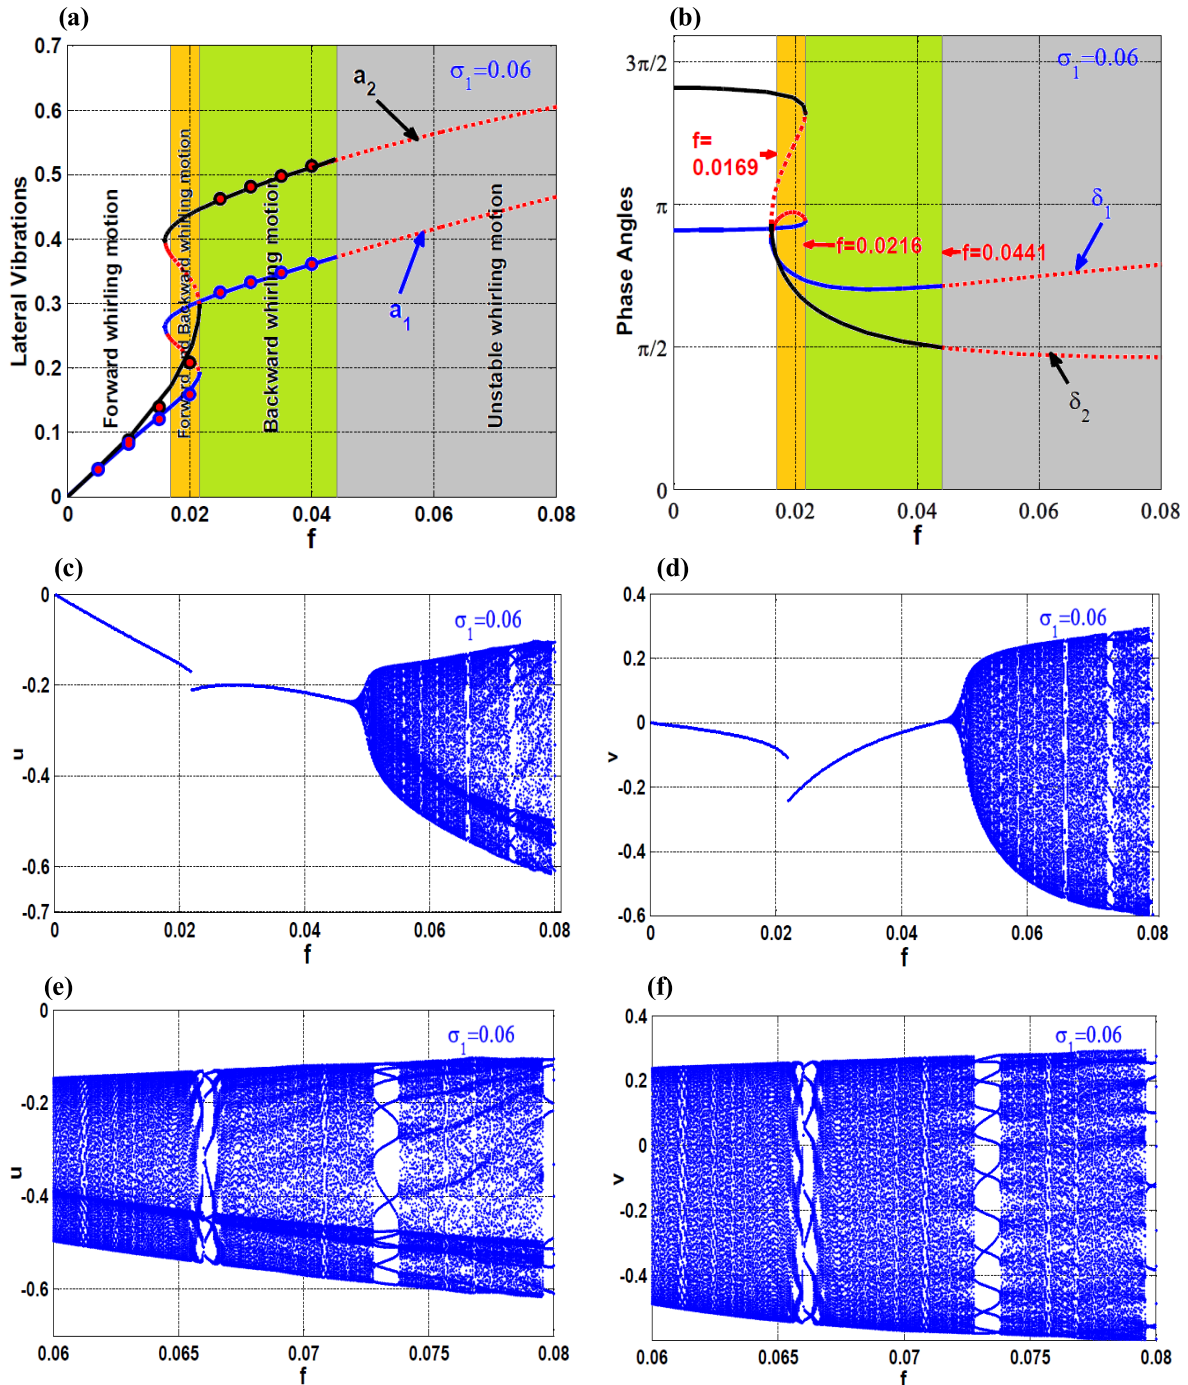 (a)
0.7
0.6
0.5
0.4
0.3
0.2
0.1
0
Lateral Vibrations
σ1=0.06
a2
a1
Forward whirling motion
Forward and Backward whirling motion
Backward whirling motion
Unstable whirling motion
0 0.02 0.04 0.06 0.08
f
(b)
3π/2
π
π/2
0
Phase Angles
σ1=0.06
f=
0.0169
δ1
f=0.0216
f=0.0441
δ2
0 0.02 0.04 0.06 0.08
f
(c)
0
-0.2
-0.4
-0.6
-0.7
u
σ1=0.06
0 0.02 0.04 0.06 0.08
f
(d)
0.4
0.2
0
-0.2
-0.4
-0.6
v
σ1=0.06
0 0.02 0.04 0.06 0.08
f
(e)
0
-0.2
-0.4
-0.6
u
σ1=0.06
0.06 0.065 0.07 0.075 0.08
f
(f)
0.4
0.2
0
-0.2
-0.4
v
σ1=0.06
0.06 0.065 0.07 0.075 0.08
f